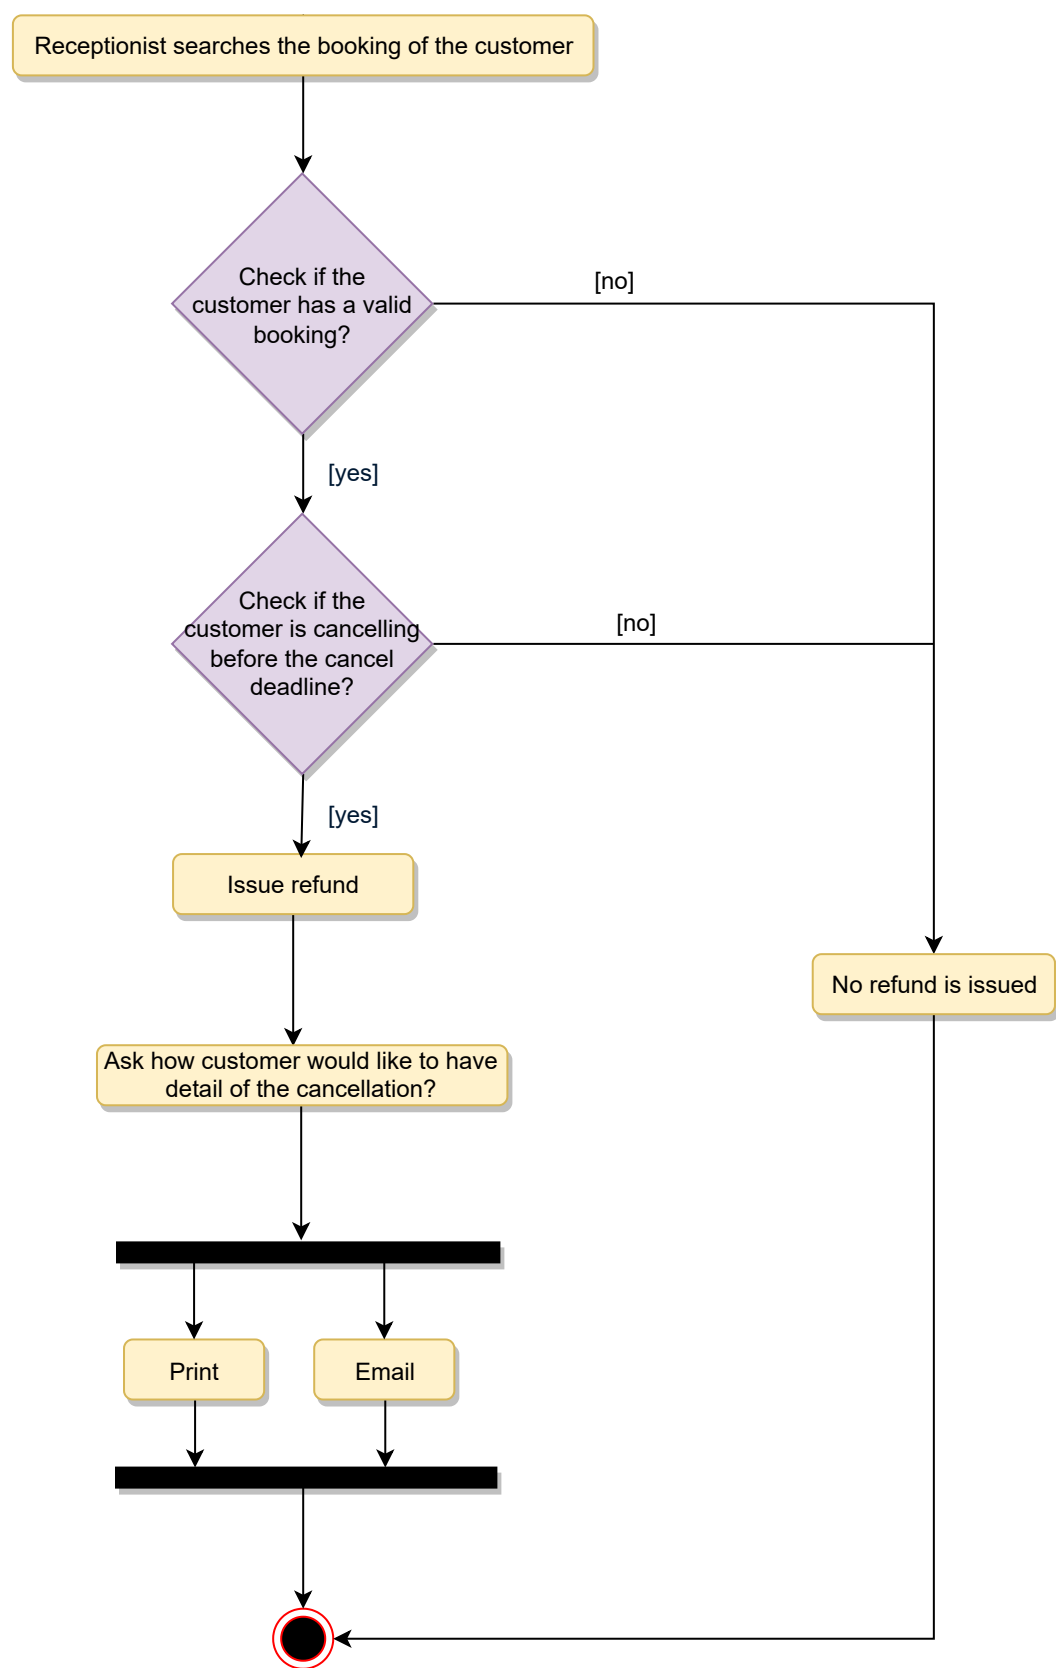 Receptionist searches the booking of the customer
Check if the
customer has a valid
booking?
[no]
[yes]
Check if the
customer is cancelling
before the cancel
deadline?
[no]
[yes]
Issue refund
No refund is issued
Ask how customer would like to have
detail of the cancellation?
Print
Email